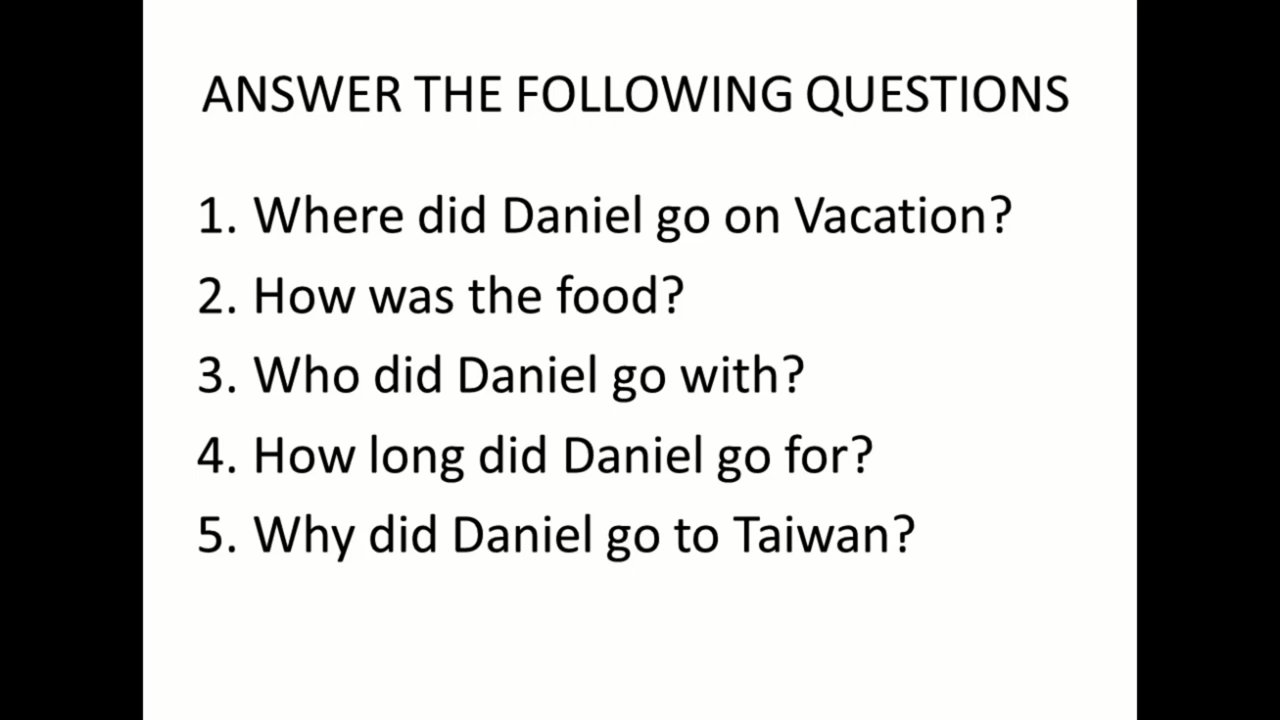 ANSWER THE FOLLOWING QUESTIONS
1. Where did Daniel go on Vacation?
2. How was the food?
3. Who did Daniel go with?
4. How long did Daniel go for?
5. Why did Daniel go to Taiwan?